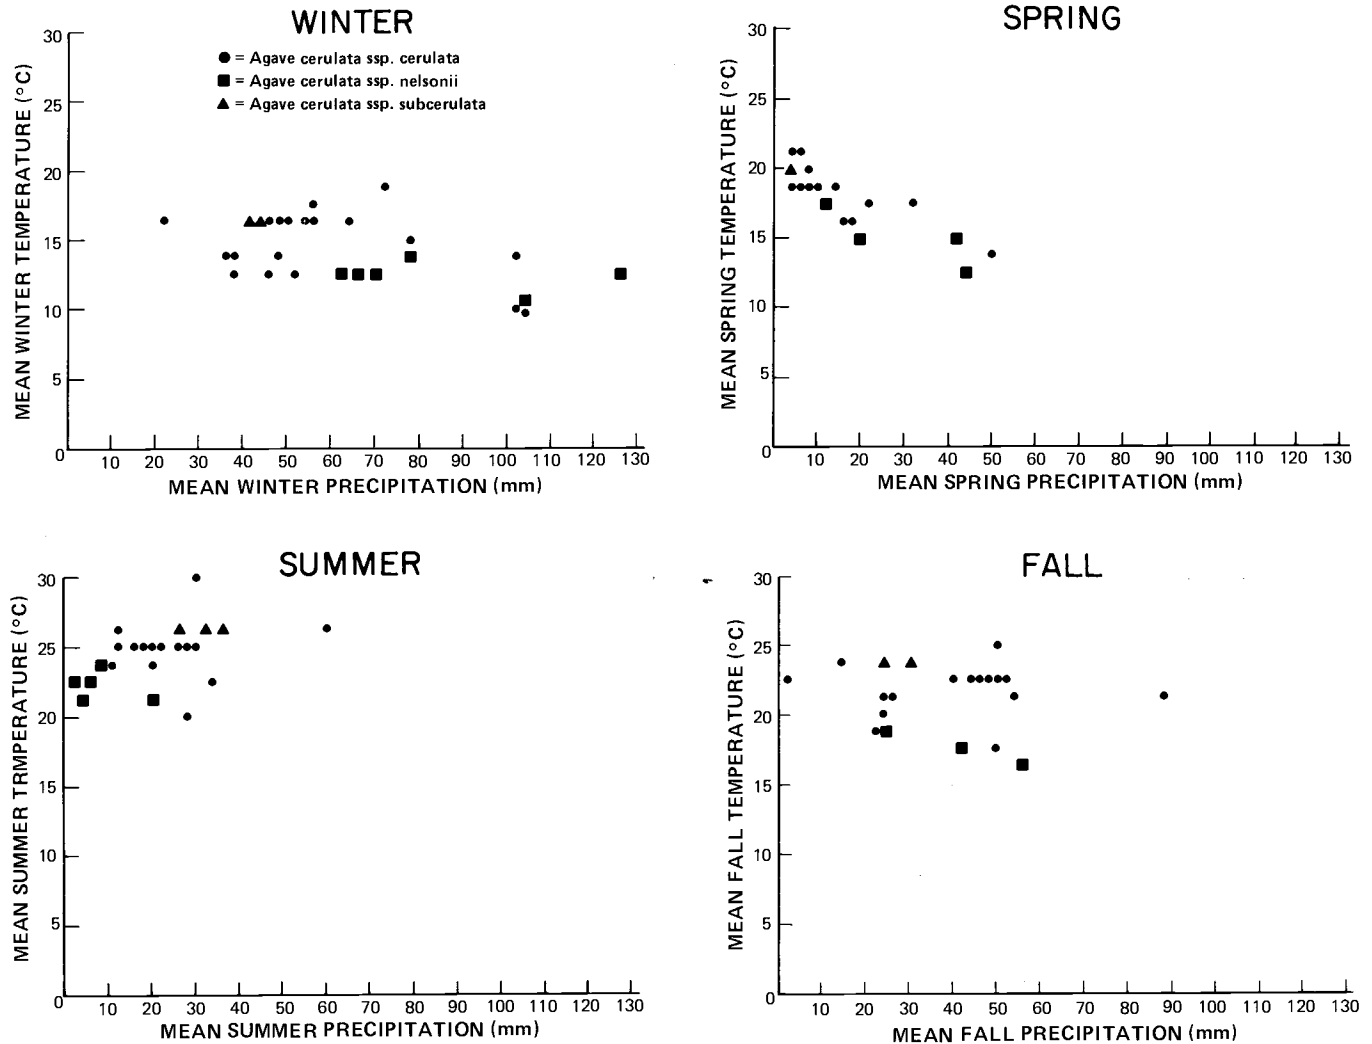 WINTER
● = Agave cerulata ssp. cerulata
■ = Agave cerulata ssp. nelsonii
▲ = Agave cerulata ssp. subcerulata
MEAN WINTER TEMPERATURE (°C)
30
25
20
15
10
5
0 10 20 30 40 50 60 70 80 90 100 110 120 130
MEAN WINTER PRECIPITATION (mm)
SPRING
MEAN SPRING TEMPERATURE (°C)
30
25
20
15
10
5
0 10 20 30 40 50 60 70 80 90 100 110 120 130
MEAN SPRING PRECIPITATION (mm)
SUMMER
MEAN SUMMER TRMPERATURE (°C)
30
25
20
15
10
5
0 10 20 30 40 50 60 70 80 90 100 110 120 130
MEAN SUMMER PRECIPITATION (mm)
FALL
MEAN FALL TEMPERATURE (°C)
30
25
20
15
10
5
0 10 20 30 40 50 60 70 80 90 100 110 120 130
MEAN FALL PRECIPITATION (mm)